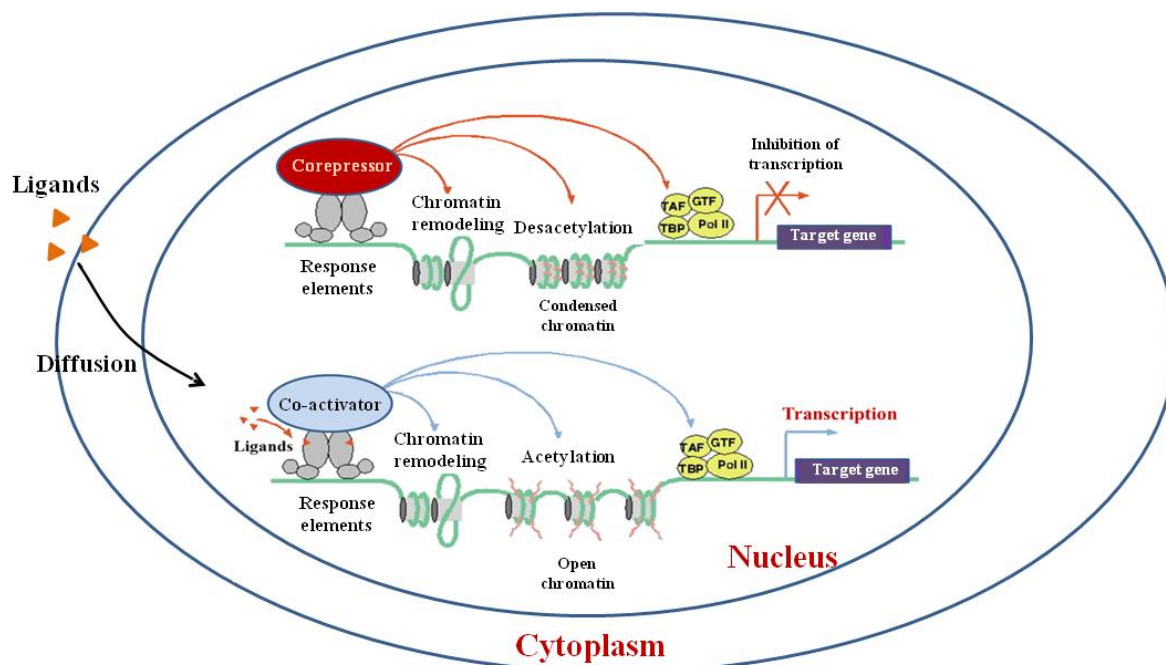 Ligands
Diffusion
Corepressor
Chromatin
remodeling
Desacetylation
TAF
GTF
TBP
Pol II
Inhibition of
transcription
Target gene
Response
elements
Condensed
chromatin
Co-activator
Ligands
Chromatin
remodeling
Acetylation
TAF
GTF
TBP
Pol II
Transcription
Target gene
Response
elements
Open
chromatin
Nucleus
Cytoplasm